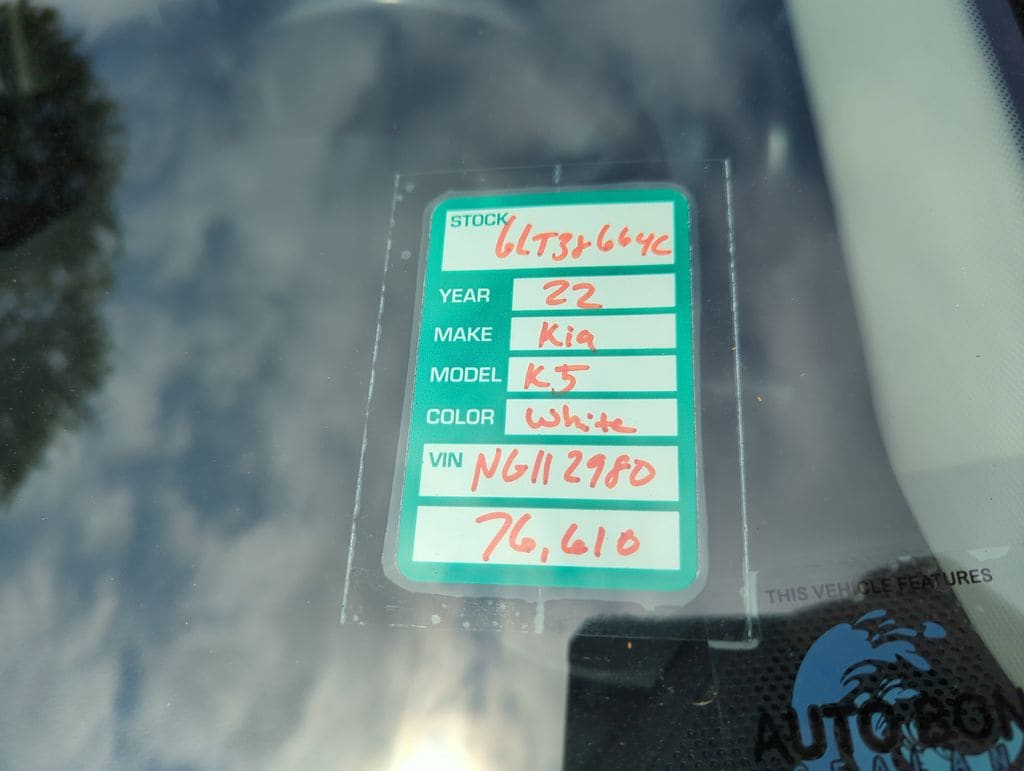 STOCK 6LT38664C
YEAR 22
MAKE Kia
MODEL K5
COLOR White
VIN NG112980
76,610
THIS VEHICLE FEATURES